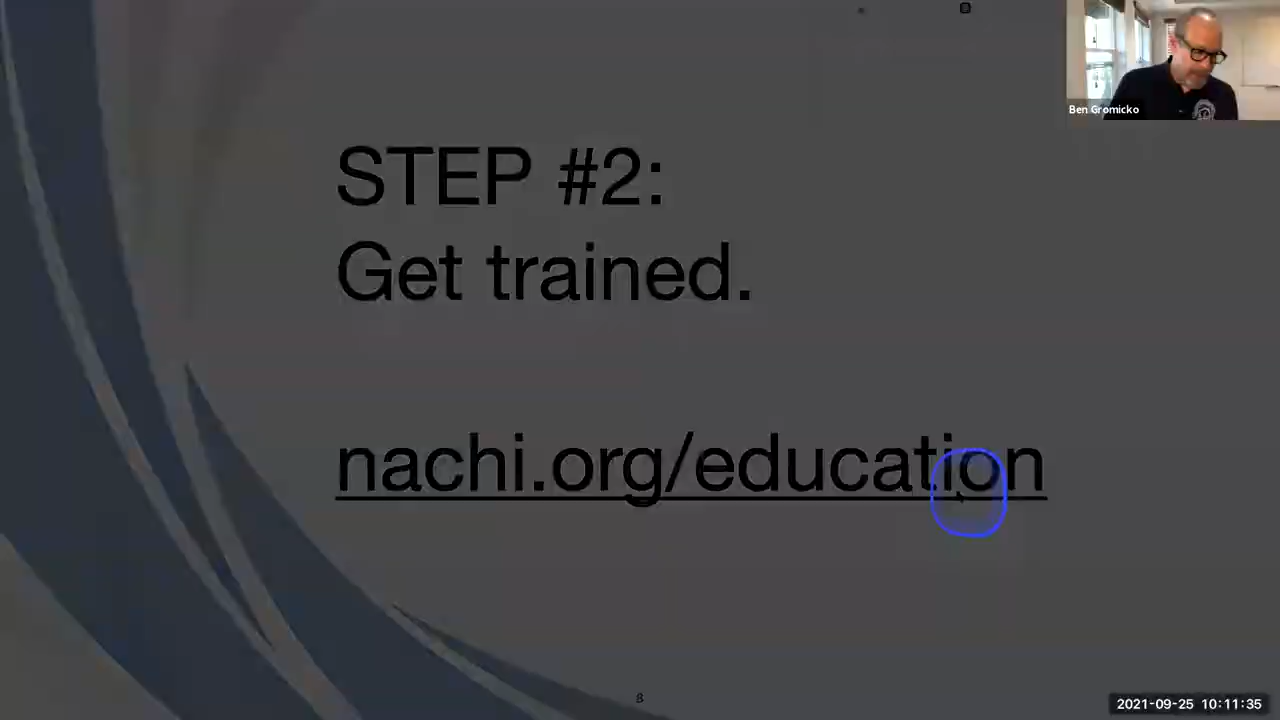 Ben Gromicko
STEP #2:
Get trained.
nachi.org/education
8
2021-09-25 10:11:35